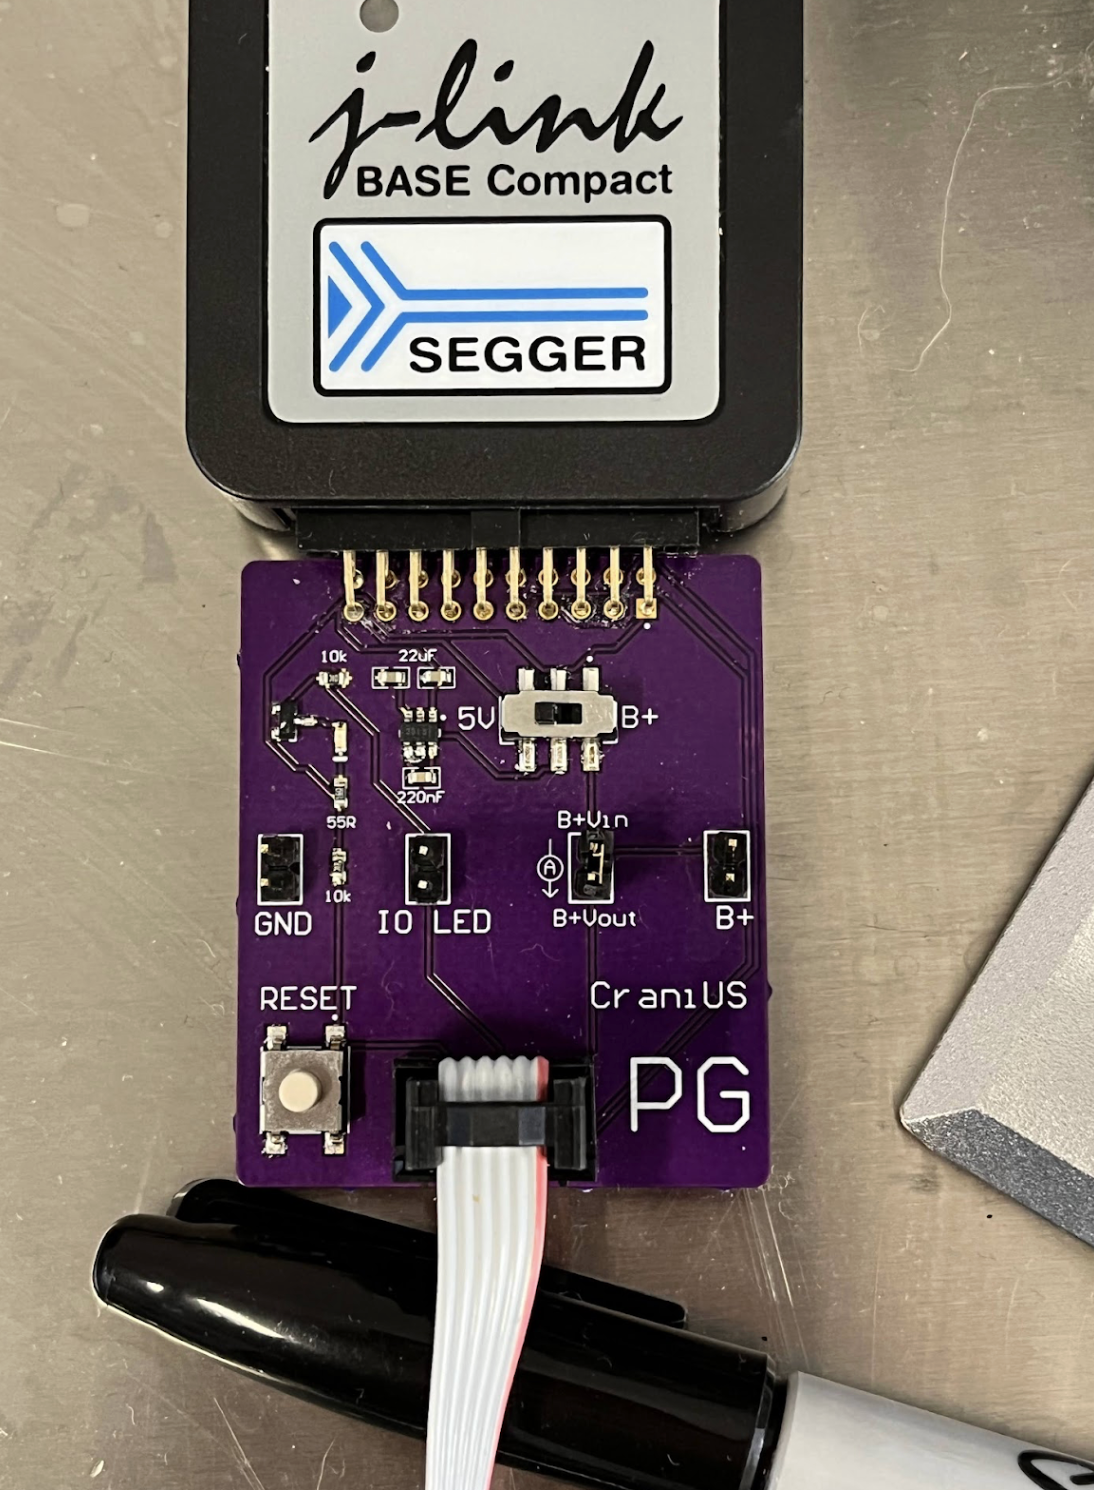 j-link
BASE Compact
SEGGER
10k
22uF
5V
B+
220nF
55R
B+Vin
A
10k
GND
IO LED
B+Vout
B+
RESET
CraniUS
PG